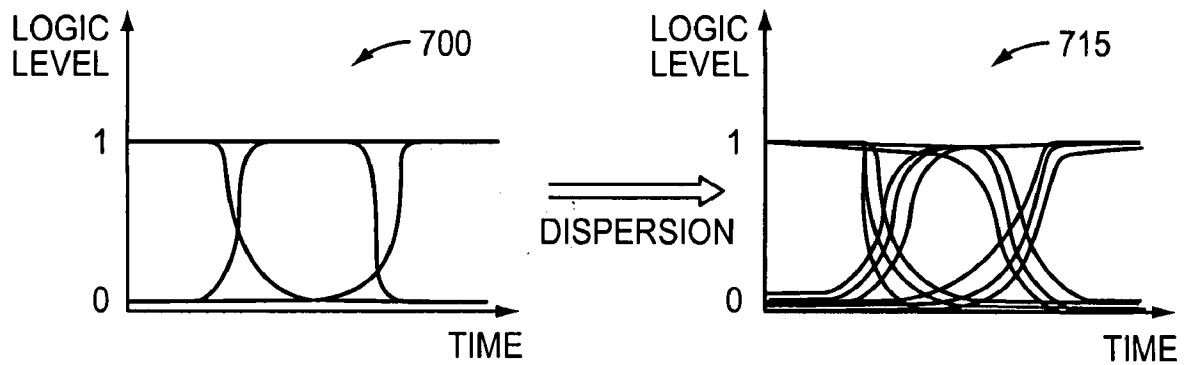 LOGIC
LEVEL
700
1
0
TIME
DISPERSION
LOGIC
LEVEL
715
1
0
TIME